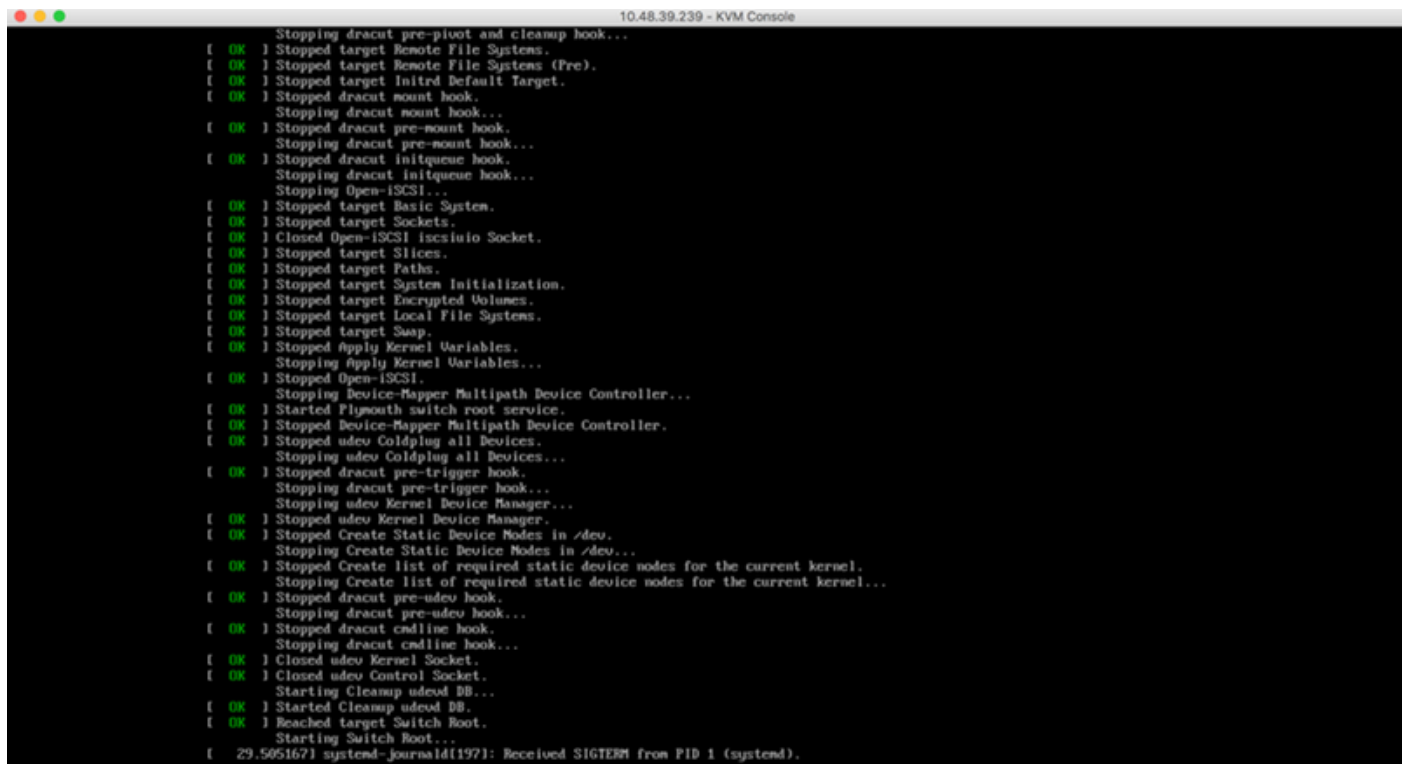 10.48.39.239 - KVM Console
Stopping dracut pre-pivot and cleanup hook...
[  OK  ] Stopped target Remote File Systems.
[  OK  ] Stopped target Remote File Systems (Pre).
[  OK  ] Stopped target Initrd Default Target.
[  OK  ] Stopped dracut mount hook.
Stopping dracut mount hook...
[  OK  ] Stopped dracut pre-mount hook.
Stopping dracut pre-mount hook...
[  OK  ] Stopped dracut initqueue hook.
Stopping dracut initqueue hook...
Stopping Open-iSCSI...
[  OK  ] Stopped target Basic System.
[  OK  ] Stopped target Sockets.
[  OK  ] Closed Open-iSCSI iscsiuio Socket.
[  OK  ] Stopped target Slices.
[  OK  ] Stopped target Paths.
[  OK  ] Stopped target System Initialization.
[  OK  ] Stopped target Encrypted Volumes.
[  OK  ] Stopped target Local File Systems.
[  OK  ] Stopped target Swap.
[  OK  ] Stopped Apply Kernel Variables.
Stopping Apply Kernel Variables...
[  OK  ] Stopped Open-iSCSI.
Stopping Device-Mapper Multipath Device Controller...
[  OK  ] Started Plymouth switch root service.
[  OK  ] Stopped Device-Mapper Multipath Device Controller.
[  OK  ] Stopped udev Coldplug all Devices.
Stopping udev Coldplug all Devices...
[  OK  ] Stopped dracut pre-trigger hook.
Stopping dracut pre-trigger hook...
Stopping udev Kernel Device Manager...
[  OK  ] Stopped udev Kernel Device Manager.
[  OK  ] Stopped Create Static Device Nodes in /dev.
Stopping Create Static Device Nodes in /dev...
[  OK  ] Stopped Create list of required static device nodes for the current kernel.
Stopping Create list of required static device nodes for the current kernel...
[  OK  ] Stopped dracut pre-udev hook.
Stopping dracut pre-udev hook...
[  OK  ] Stopped dracut cmdline hook.
Stopping dracut cmdline hook...
[  OK  ] Closed udev Kernel Socket.
[  OK  ] Closed udev Control Socket.
Starting Cleanup udevd DB...
[  OK  ] Started Cleanup udevd DB.
[  OK  ] Reached target Switch Root.
Starting Switch Root...
[   29.505167] systemd-journald[197]: Received SIGTERM from PID 1 (systemd).